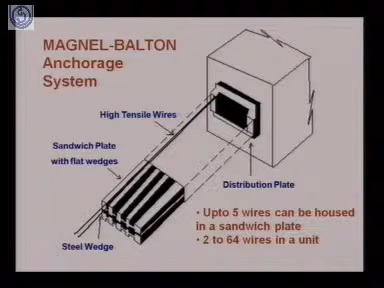 MAGNEL-BALTON
Anchorage
System
High Tensile Wires
Sandwich Plate
with flat wedges
Distribution Plate
Steel Wedge
• Upto 5 wires can be housed
in a sandwich plate
• 2 to 64 wires in a unit